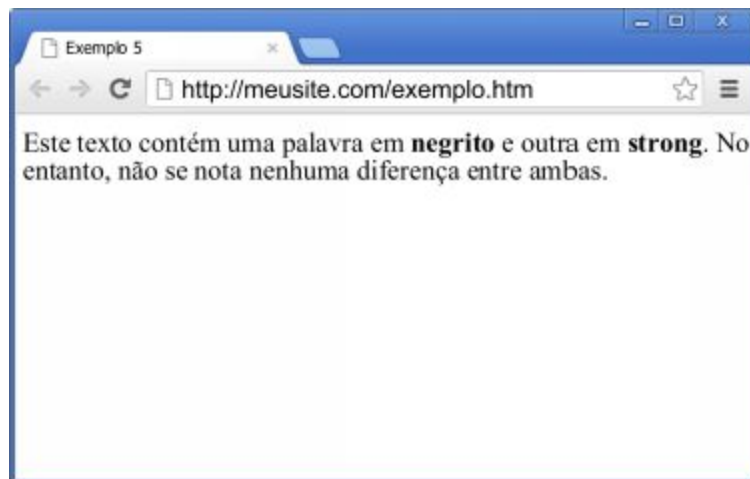 Exemplo 5
http://meusite.com/exemplo.htm
Este texto contém uma palavra em negrito e outra em strong. No
entanto, não se nota nenhuma diferença entre ambas.